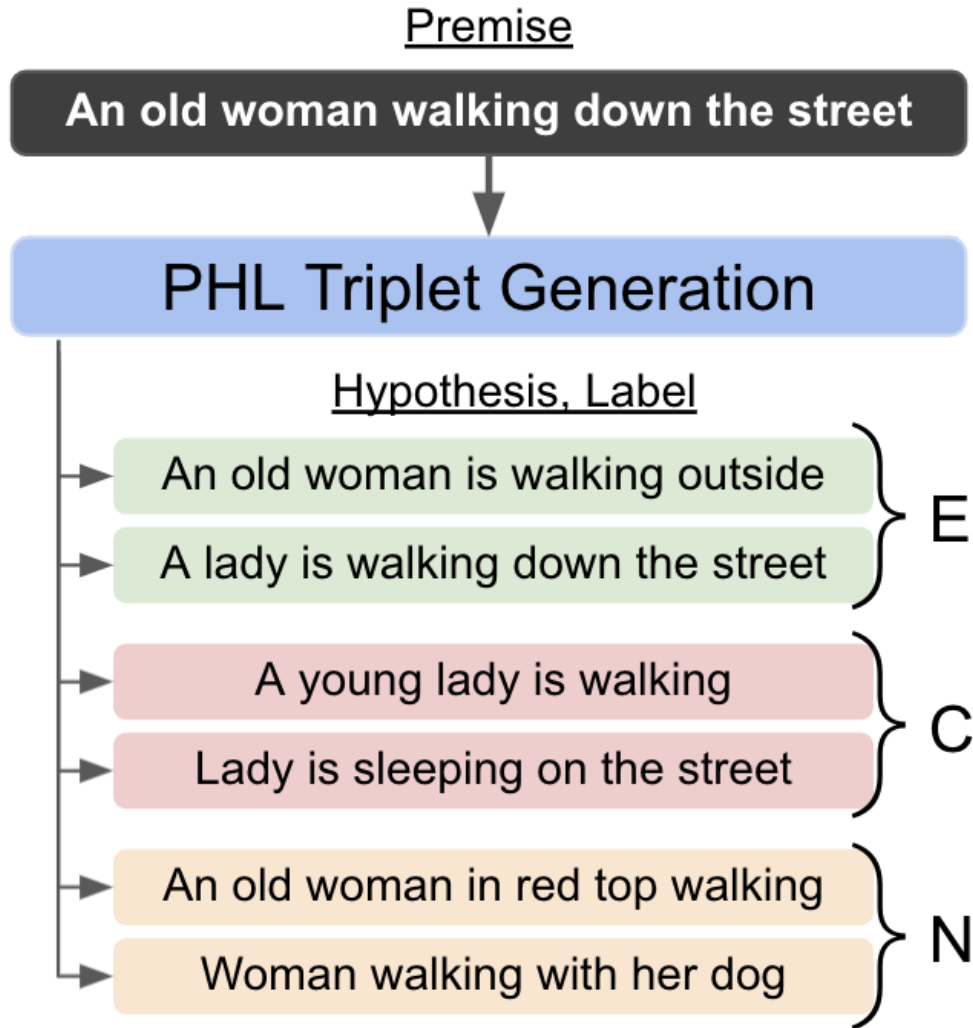 Premise
An old woman walking down the street
PHL Triplet Generation
Hypothesis, Label
An old woman is walking outside
A lady is walking down the street
E
A young lady is walking
Lady is sleeping on the street
C
An old woman in red top walking
Woman walking with her dog
N